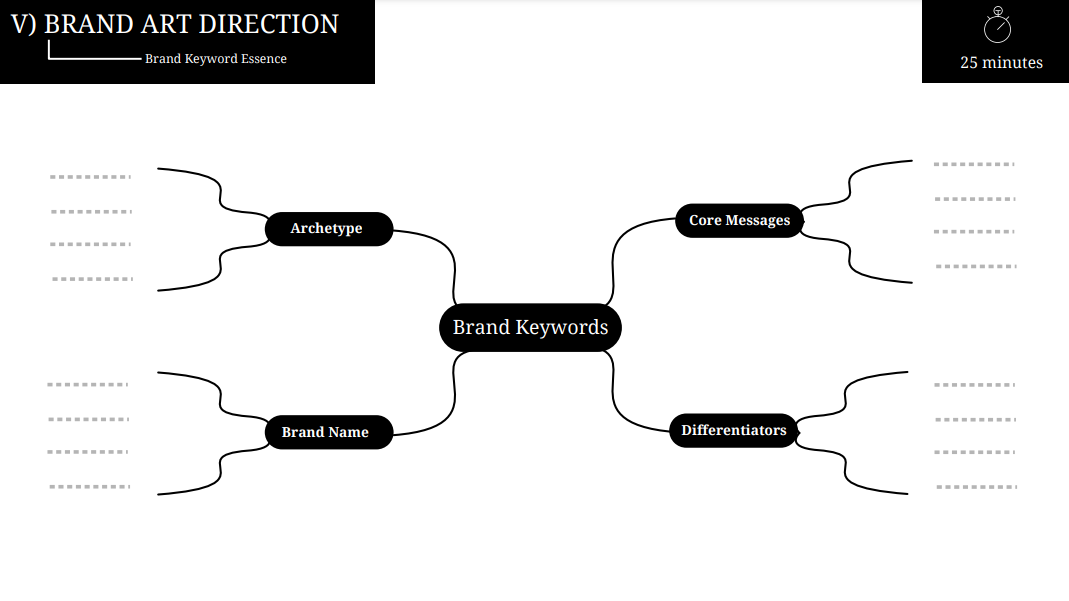 V) BRAND ART DIRECTION
Brand Keyword Essence
25 minutes
Archetype
Core Messages
Brand Keywords
Brand Name
Differentiators